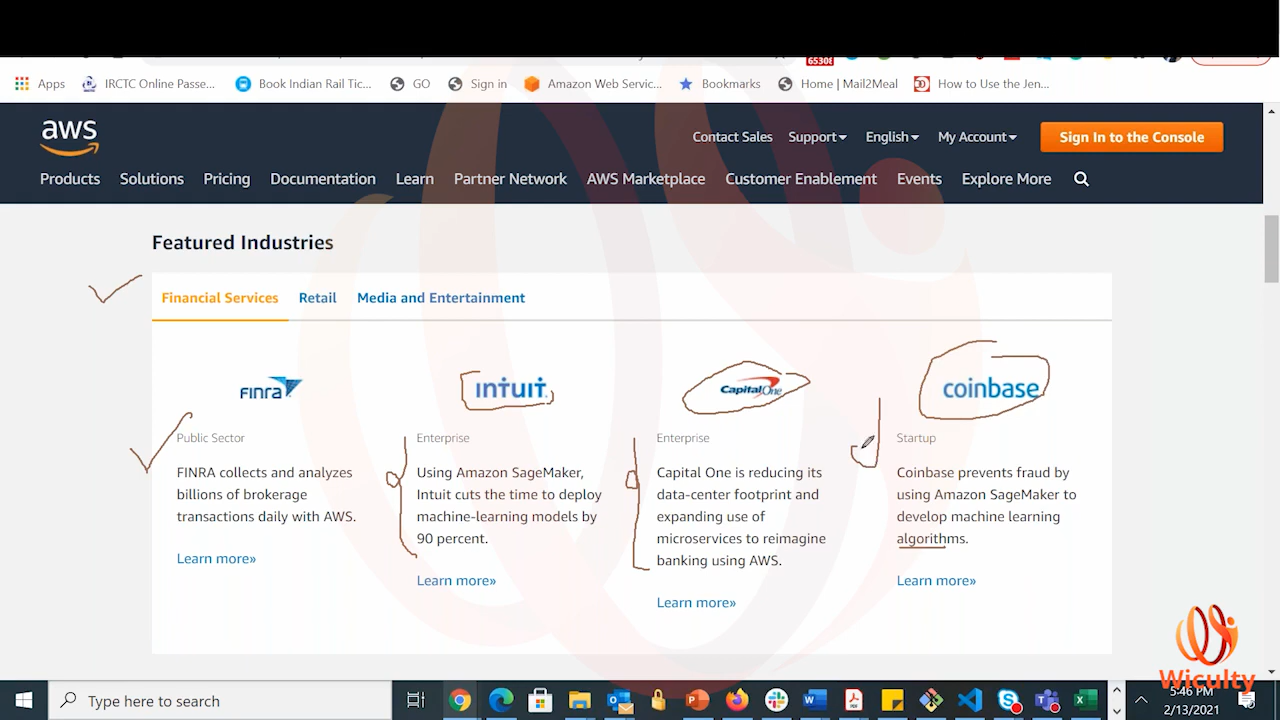 65308
Apps IRCTC Online Passe... Book Indian Rail Tic... GO Sign in Amazon Web Servic... Bookmarks Home | Mail2Meal How to Use the Jen...
aws
Contact Sales Support English My Account Sign In to the Console
Products Solutions Pricing Documentation Learn Partner Network AWS Marketplace Customer Enablement Events Explore More
Featured Industries
Financial Services Retail Media and Entertainment
FINRA
Public Sector
FINRA collects and analyzes
billions of brokerage
transactions daily with AWS.
Learn more»
intuit
Enterprise
Using Amazon SageMaker,
Intuit cuts the time to deploy
machine-learning models by
90 percent.
Learn more»
Capital One
Enterprise
Capital One is reducing its
data-center footprint and
expanding use of
microservices to reimagine
banking using AWS.
Learn more»
coinbase
Startup
Coinbase prevents fraud by
using Amazon SageMaker to
develop machine learning
algorithms.
Learn more»
Wiculty
Type here to search
5:46 PM
2/13/2021